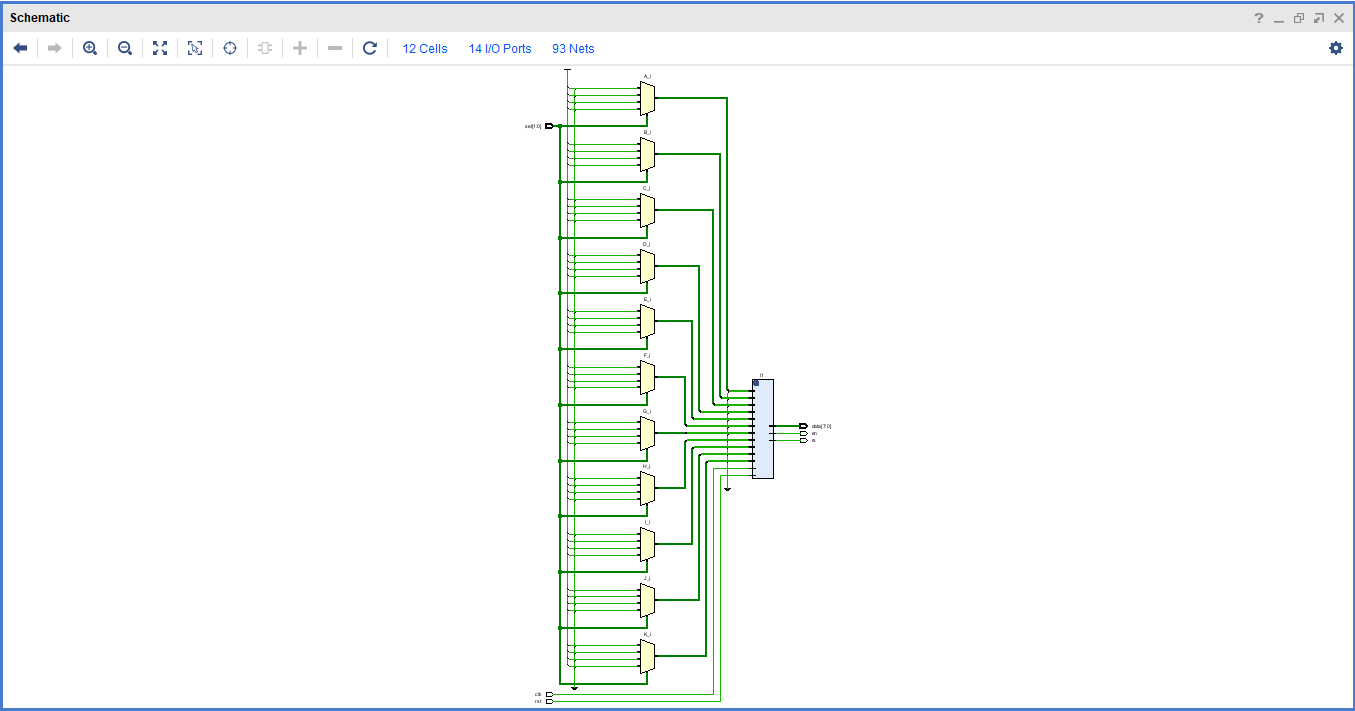 Schematic
12 Cells 14 I/O Ports 93 Nets
A_i
sel[1:0]
B_i
C_i
D_i
E_i
F_i
G_i
data[7:0]
en
rs
H_i
I_i
J_i
K_i
clk
rst